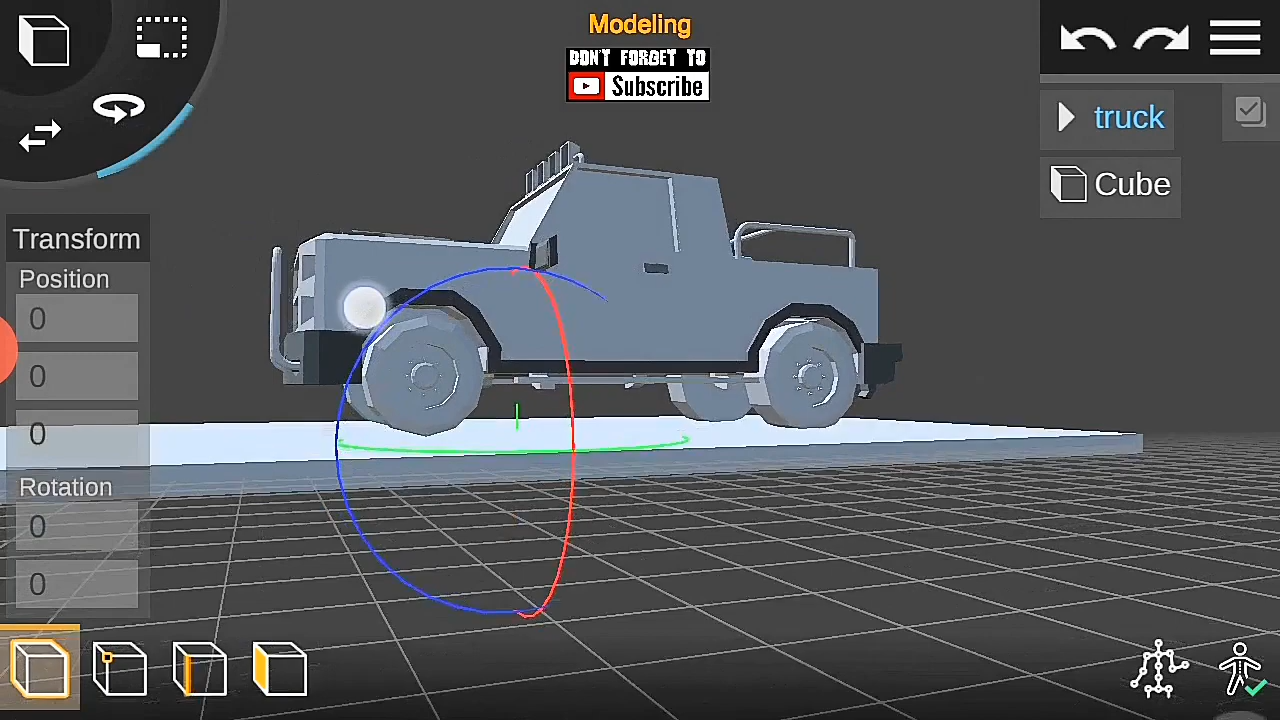 Modeling
DON'T FORGET TO
Subscribe
truck
Cube
Transform
Position
0
0
0
Rotation
0
0